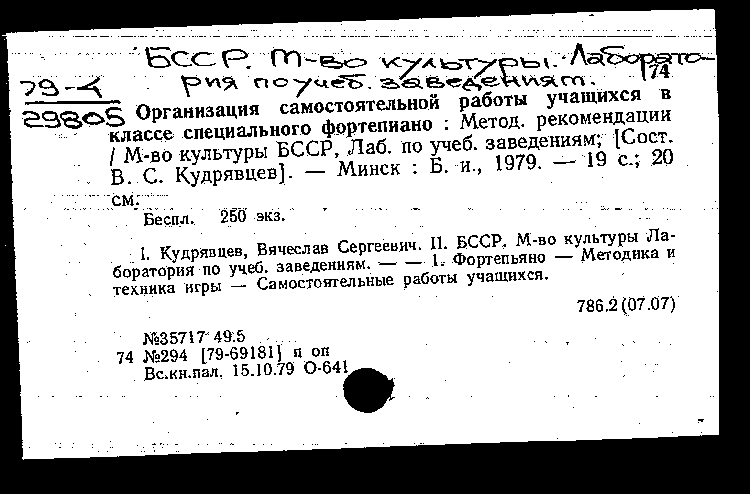 БССР. М-во культуры. Лаборато-
рия по учеб. заведениям.
79-4
29805
74
Организация самостоятельной работы учащихся в
классе специального фортепиано : Метод. рекомендации
/ М-во культуры БССР, Лаб. по учеб. заведениям; [Сост.
В. С. Кудрявцев]. — Минск : Б. и., 1979. — 19 с.; 20
см.
Беспл. 250 экз.
I. Кудрявцев, Вячеслав Сергеевич. II. БССР. М-во культуры Ла-
боратория по учеб. заведениям. — — 1. Фортепьяно — Методика и
техника игры — Самостоятельные работы учащихся.
786.2 (07.07)
№35717 49.5
74 №294 [79-69181] п оп
Вс.кн.пал. 15.10.79 О-641